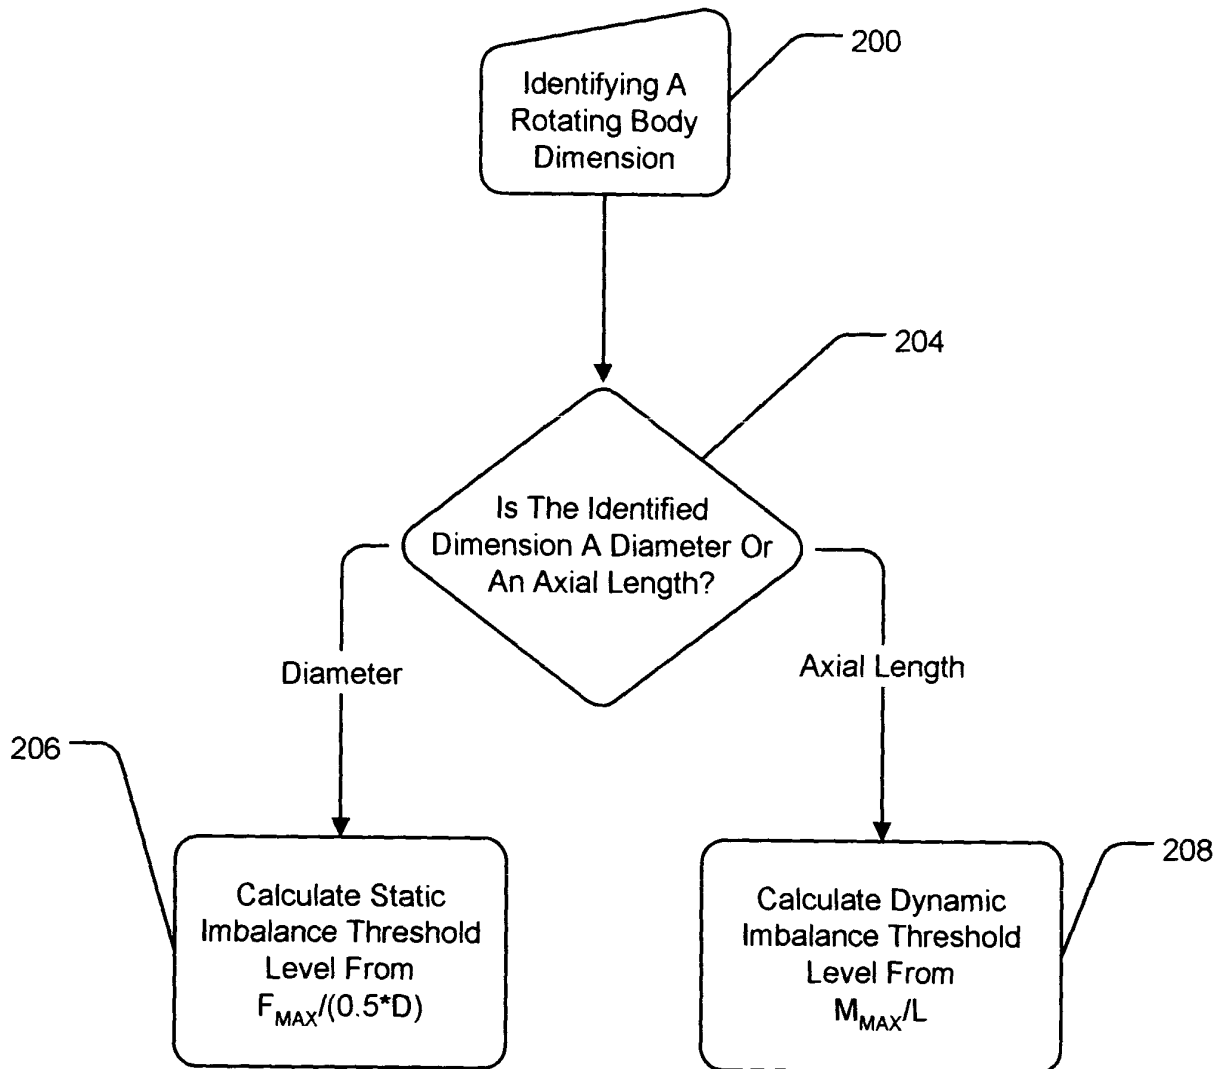 200
Identifying A
Rotating Body
Dimension
204
Is The Identified
Dimension A Diameter Or
An Axial Length?
Diameter
Axial Length
206
208
Calculate Static
Imbalance Threshold
Level From
F_MAX/(0.5*D)
Calculate Dynamic
Imbalance Threshold
Level From
M_MAX/L